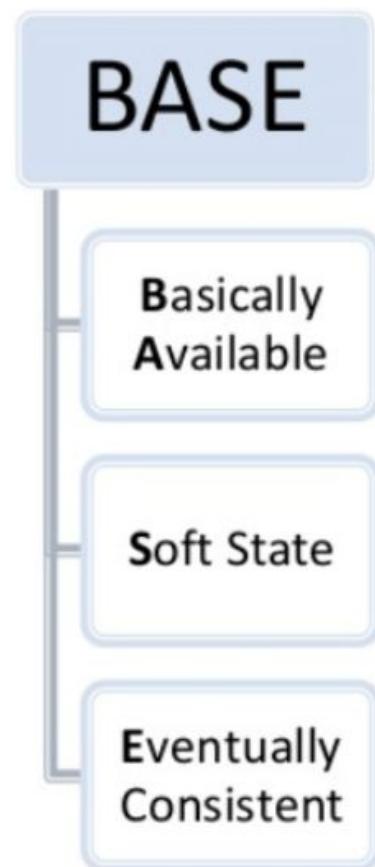 BASE
Basically
Available
Soft State
Eventually
Consistent